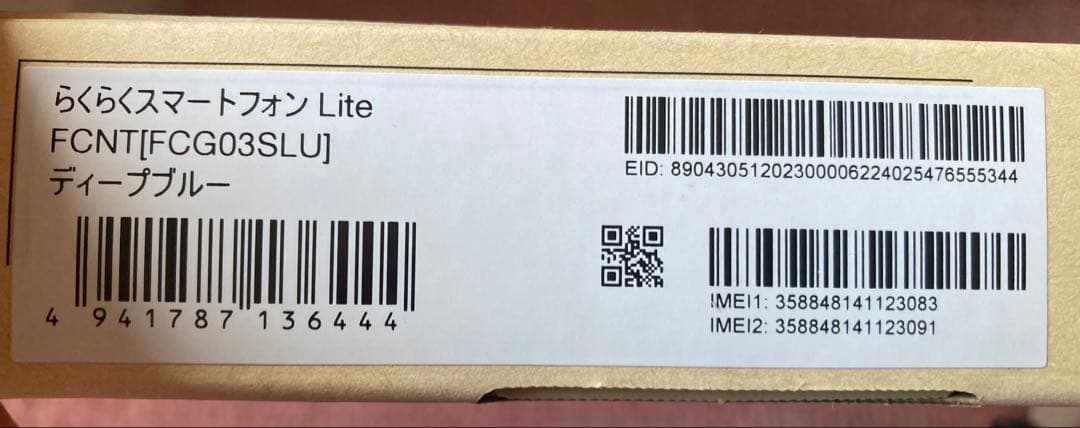 らくらくスマートフォン Lite
FCNT[FCG03SLU]
ディープブルー
4 941787 136444
EID: 89043051202300006224025476555344
IMEI1: 358848141123083
IMEI2: 358848141123091